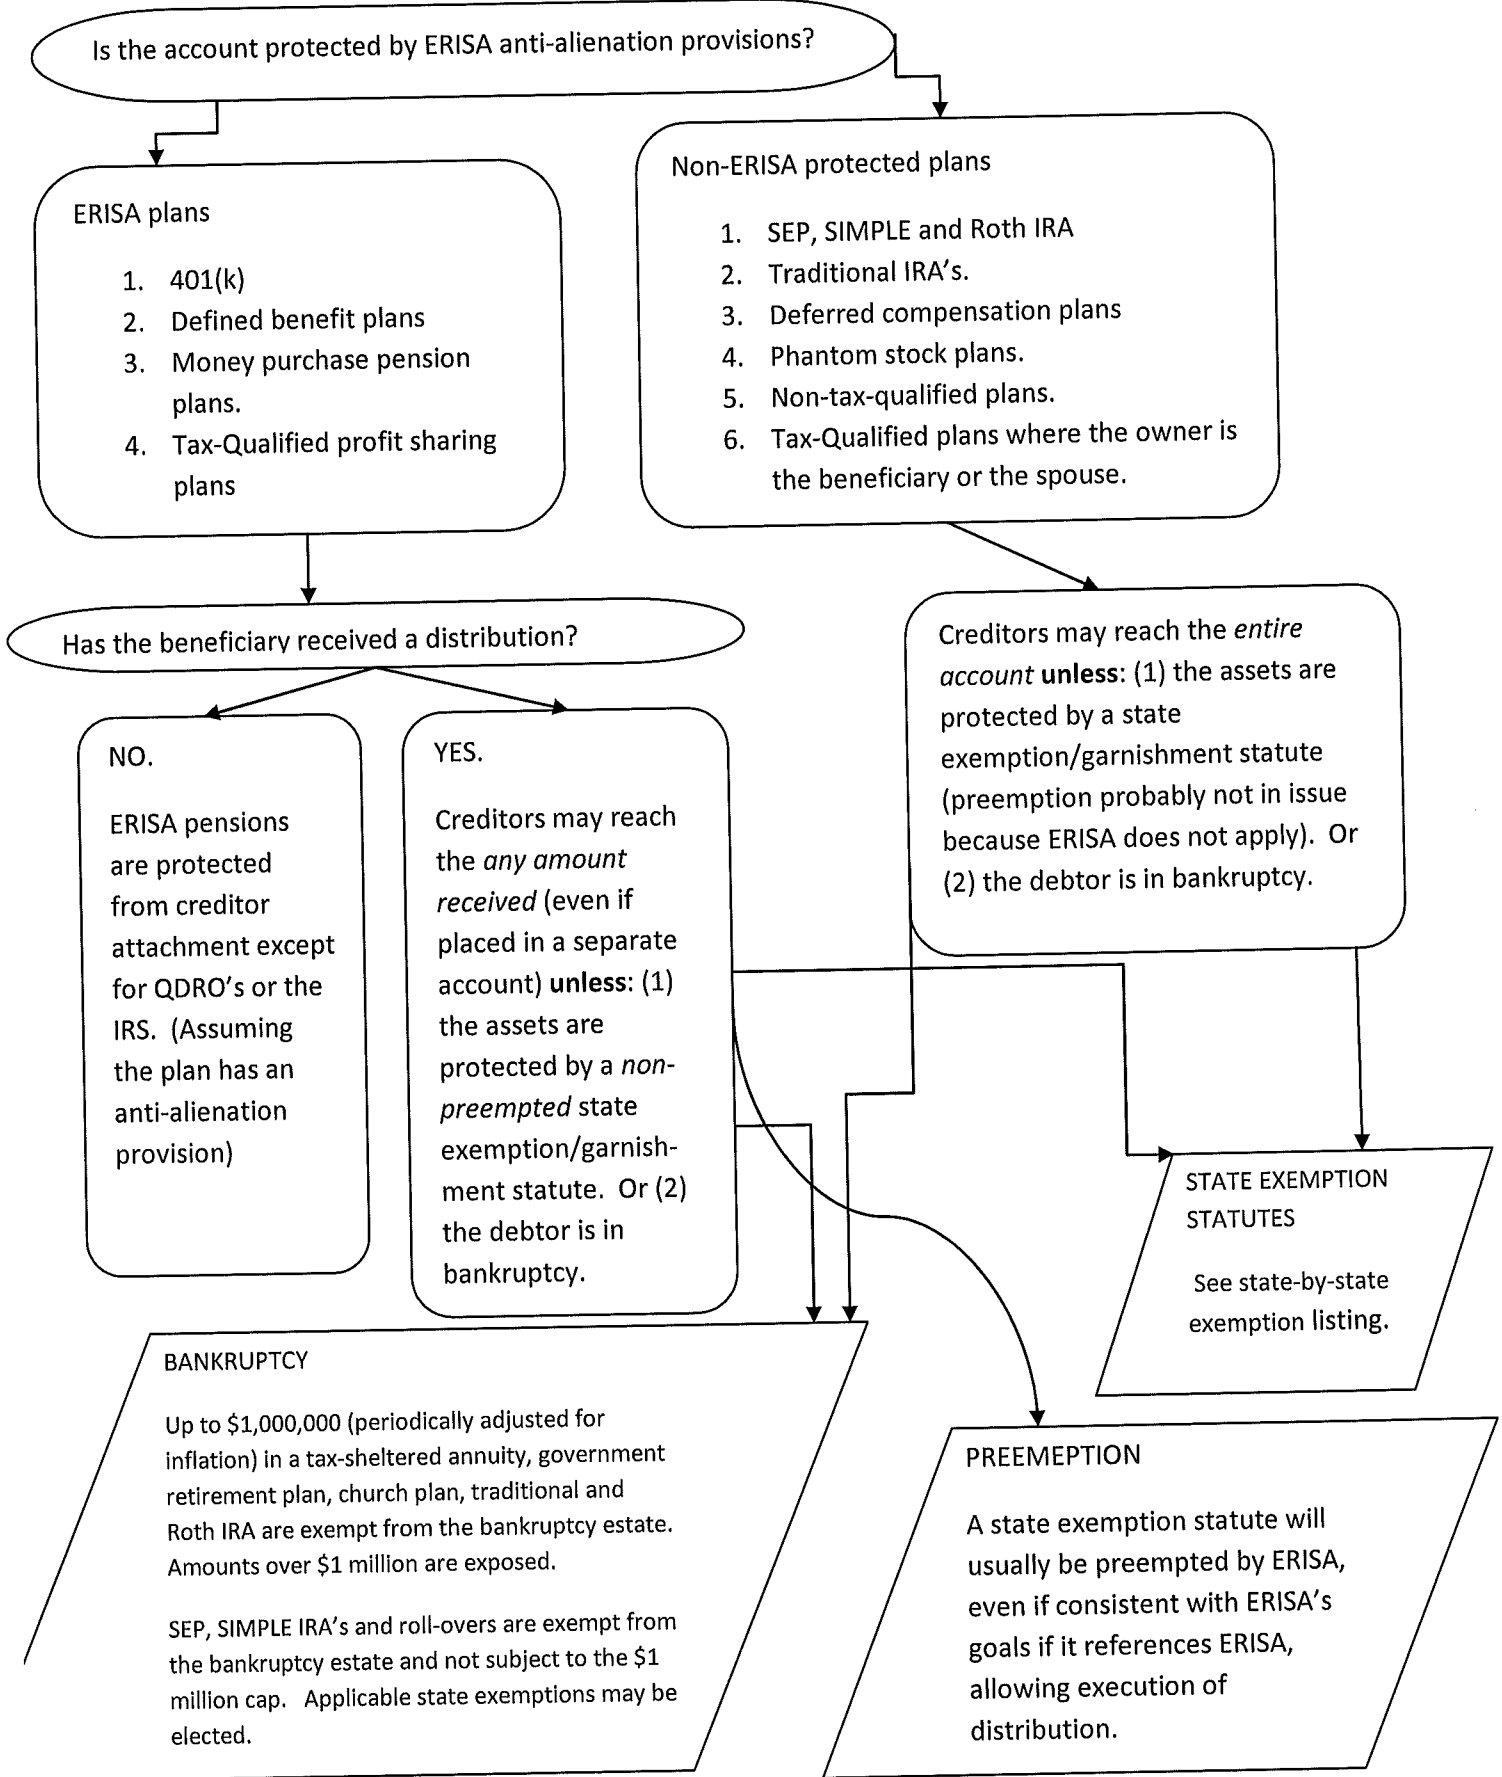 Is the account protected by ERISA anti-alienation provisions?
ERISA plans
1. 401(k)
2. Defined benefit plans
3. Money purchase pension
plans.
4. Tax-Qualified profit sharing
plans
Non-ERISA protected plans
1. SEP, SIMPLE and Roth IRA
2. Traditional IRA's.
3. Deferred compensation plans
4. Phantom stock plans.
5. Non-tax-qualified plans.
6. Tax-Qualified plans where the owner is
the beneficiary or the spouse.
Has the beneficiary received a distribution?
NO.
ERISA pensions
are protected
from creditor
attachment except
for QDRO's or the
IRS. (Assuming
the plan has an
anti-alienation
provision)
YES.
Creditors may reach
the any amount
received (even if
placed in a separate
account) unless: (1)
the assets are
protected by a non-
preempted state
exemption/garnish-
ment statute. Or (2)
the debtor is in
bankruptcy.
Creditors may reach the entire
account unless: (1) the assets are
protected by a state
exemption/garnishment statute
(preemption probably not in issue
because ERISA does not apply). Or
(2) the debtor is in bankruptcy.
STATE EXEMPTION
STATUTES
See state-by-state
exemption listing.
BANKRUPTCY
Up to $1,000,000 (periodically adjusted for
inflation) in a tax-sheltered annuity, government
retirement plan, church plan, traditional and
Roth IRA are exempt from the bankruptcy estate.
Amounts over $1 million are exposed.
SEP, SIMPLE IRA's and roll-overs are exempt from
the bankruptcy estate and not subject to the $1
million cap. Applicable state exemptions may be
elected.
PREEMEPTION
A state exemption statute will
usually be preempted by ERISA,
even if consistent with ERISA's
goals if it references ERISA,
allowing execution of
distribution.